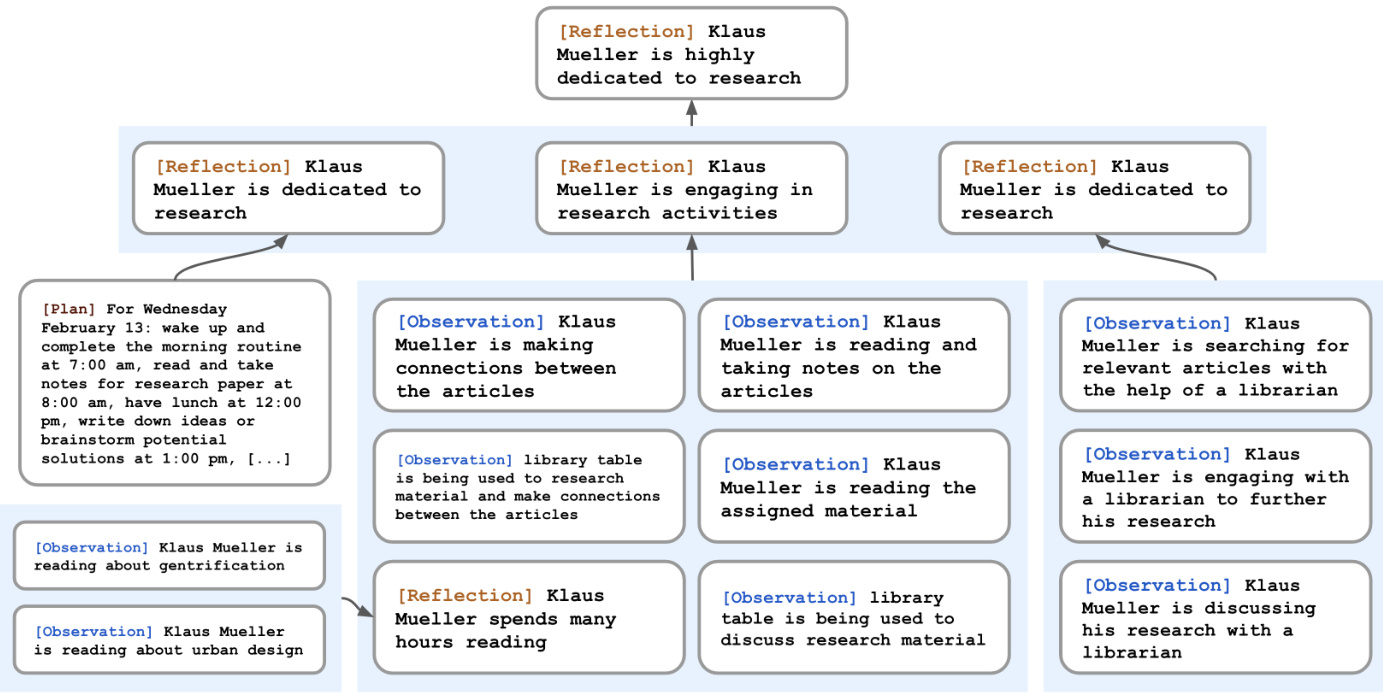 [Reflection] Klaus
Mueller is highly
dedicated to research
[Reflection] Klaus
Mueller is dedicated to
research
[Reflection] Klaus
Mueller is engaging in
research activities
[Reflection] Klaus
Mueller is dedicated to
research
[Plan] For Wednesday
February 13: wake up and
complete the morning routine
at 7:00 am, read and take
notes for research paper at
8:00 am, have lunch at 12:00
pm, write down ideas or
brainstorm potential
solutions at 1:00 pm, [...]
[Observation] Klaus Mueller is
reading about gentrification
[Observation] Klaus Mueller
is reading about urban design
[Observation] Klaus
Mueller is making
connections between
the articles
[Observation] Klaus
Mueller is reading and
taking notes on the
articles
[Observation] library table
is being used to research
material and make connections
between the articles
[Observation] Klaus
Mueller is reading the
assigned material
[Reflection] Klaus
Mueller spends many
hours reading
[Observation] library
table is being used to
discuss research material
[Observation] Klaus
Mueller is searching for
relevant articles with
the help of a librarian
[Observation] Klaus
Mueller is engaging with
a librarian to further
his research
[Observation] Klaus
Mueller is discussing
his research with a
librarian